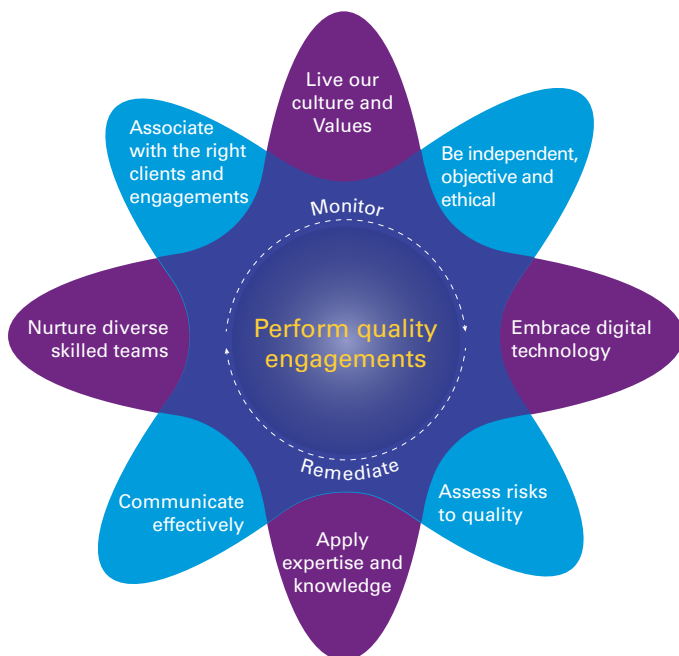 Live our
culture and
Values
Be independent,
objective and
ethical
Embrace digital
technology
Assess risks
to quality
Apply
expertise and
knowledge
Communicate
effectively
Nurture diverse
skilled teams
Associate
with the right
clients and
engagements
Monitor
Perform quality
engagements
Remediate